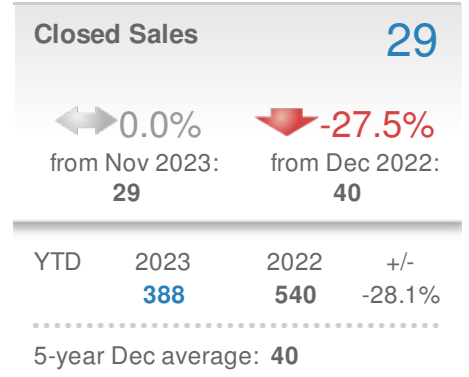 Closed Sales 29
0.0% -27.5%
from Nov 2023: from Dec 2022:
29 40
YTD 2023 2022 +/-
388 540 -28.1%
5-year Dec average: 40